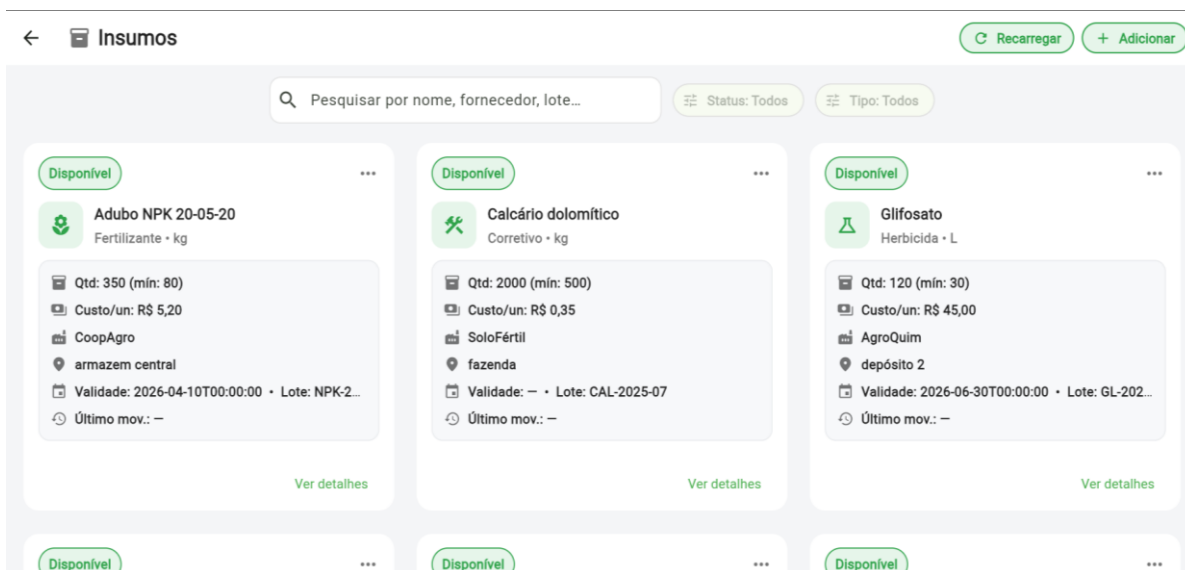 Insumos
Recarregar
+ Adicionar
Pesquisar por nome, fornecedor, lote...
Status: Todos
Tipo: Todos
Disponível
Adubo NPK 20-05-20
Fertilizante • kg
Qtd: 350 (mín: 80)
Custo/un: R$ 5,20
CoopAgro
armazem central
Validade: 2026-04-10T00:00:00 • Lote: NPK-2...
Último mov.: —
Ver detalhes
Disponível
Calcário dolomítico
Corretivo • kg
Qtd: 2000 (mín: 500)
Custo/un: R$ 0,35
SoloFértil
fazenda
Validade: — • Lote: CAL-2025-07
Último mov.: —
Ver detalhes
Disponível
Glifosato
Herbicida • L
Qtd: 120 (mín: 30)
Custo/un: R$ 45,00
AgroQuim
depósito 2
Validade: 2026-06-30T00:00:00 • Lote: GL-202...
Último mov.: —
Ver detalhes
Disponível
Disponível
Disponível